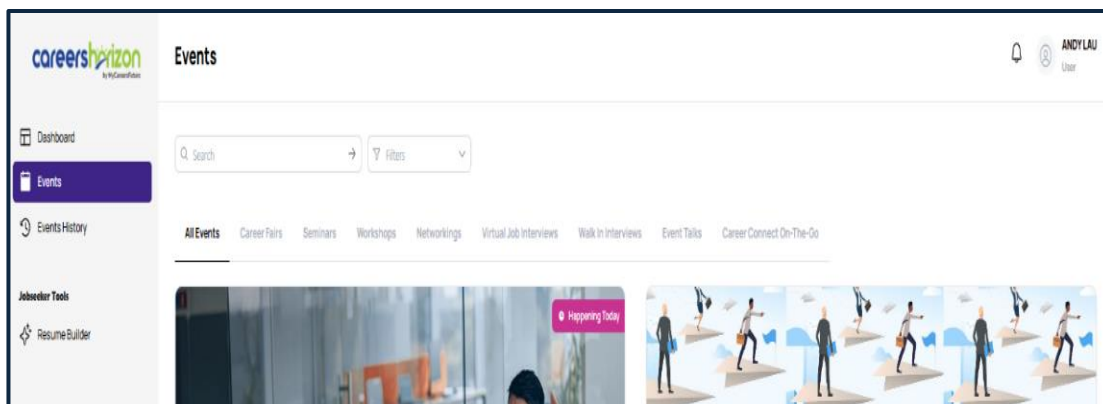 careershorizon
by MyCareersFuture
Events
ANDY LAU
User
Dashboard
Search
Filters
Events
Events History
All Events Career Fairs Seminars Workshops Networkings Virtual Job Interviews Walk In Interviews Event Talks Career Connect On-The-Go
Jobseeker Tools
Resume Builder
Happening Today